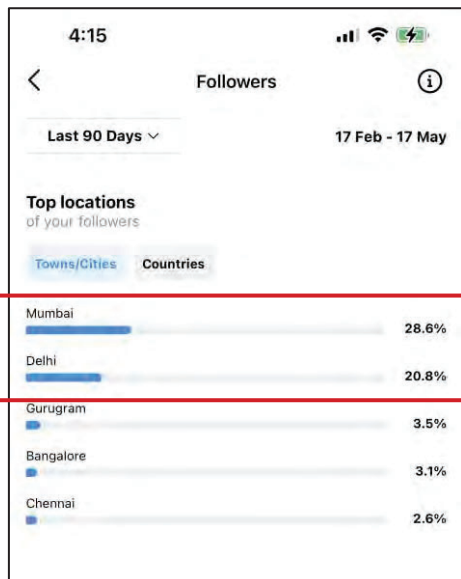 4:15
Followers
Last 90 Days
17 Feb - 17 May
Top locations
of your followers
Towns/Cities Countries
Mumbai
28.6%
Delhi
20.8%
Gurugram
3.5%
Bangalore
3.1%
Chennai
2.6%